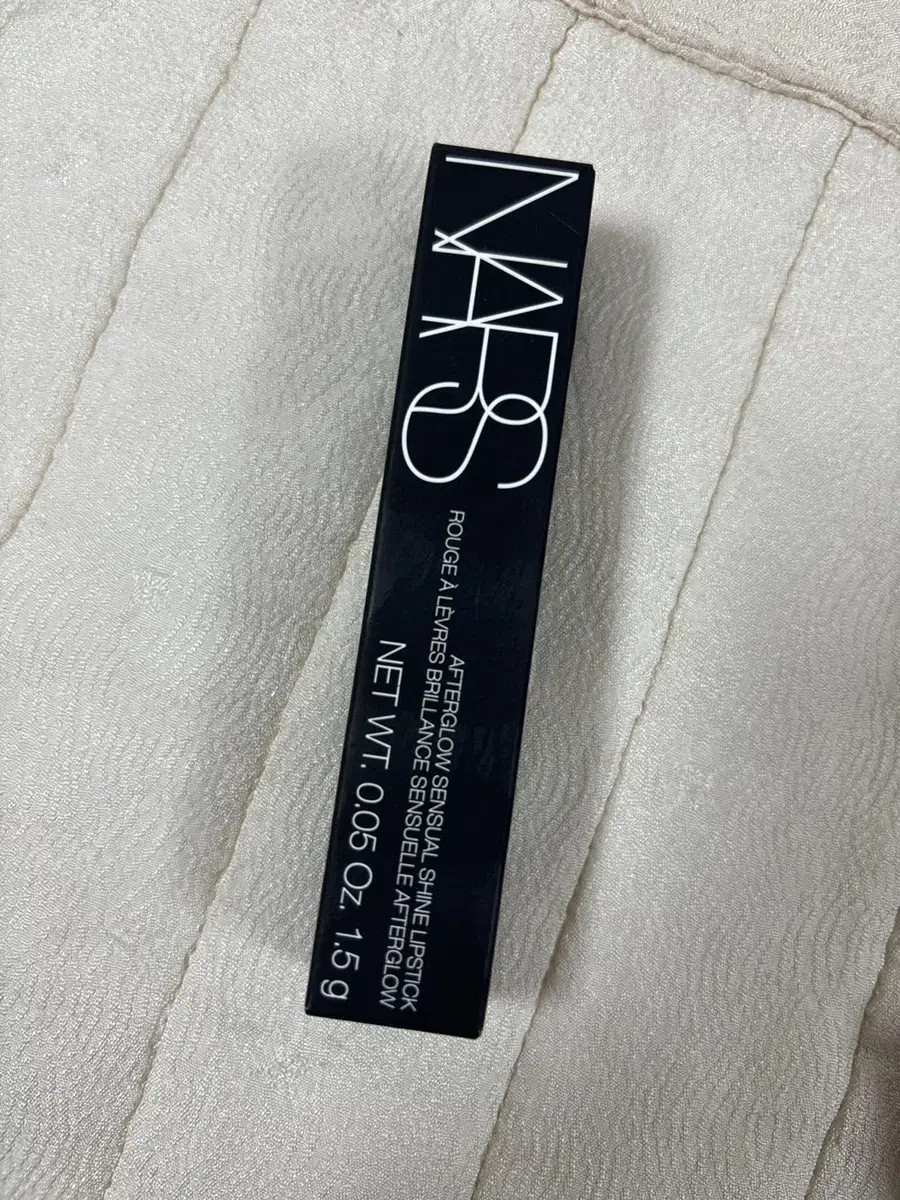 NARS
AFTERGLOW SENSUAL SHINE LIPSTICK
ROUGE À LÈVRES BRILLANCE SENSUELLE AFTERGLOW
NET WT. 0.05 Oz. 1.5 g